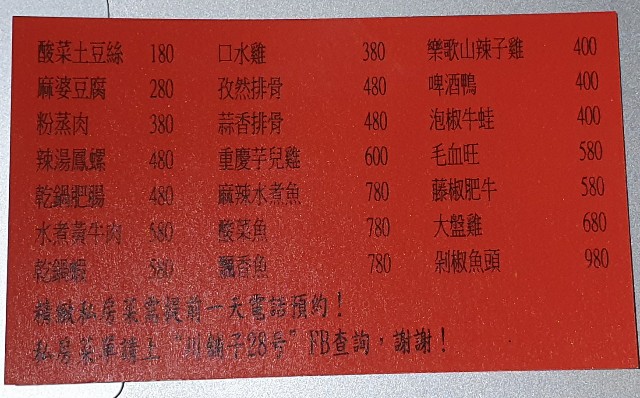 酸菜土豆絲 180 口水雞 380 樂歌山辣子雞 400
麻婆豆腐 280 孜然排骨 480 啤酒鴨 400
粉蒸肉 380 蒜香排骨 480 泡椒牛蛙 400
辣湯鳳螺 480 重慶芋兒雞 600 毛血旺 580
乾鍋肥腸 480 麻辣水煮魚 780 藤椒肥牛 580
水煮黃牛肉 580 酸菜魚 780 大盤雞 680
乾鍋蝦 580 飄香魚 780 剁椒魚頭 980
精緻私房菜需提前一天電話預約！
私房菜單請上“川舖子28号”FB查詢，謝謝！